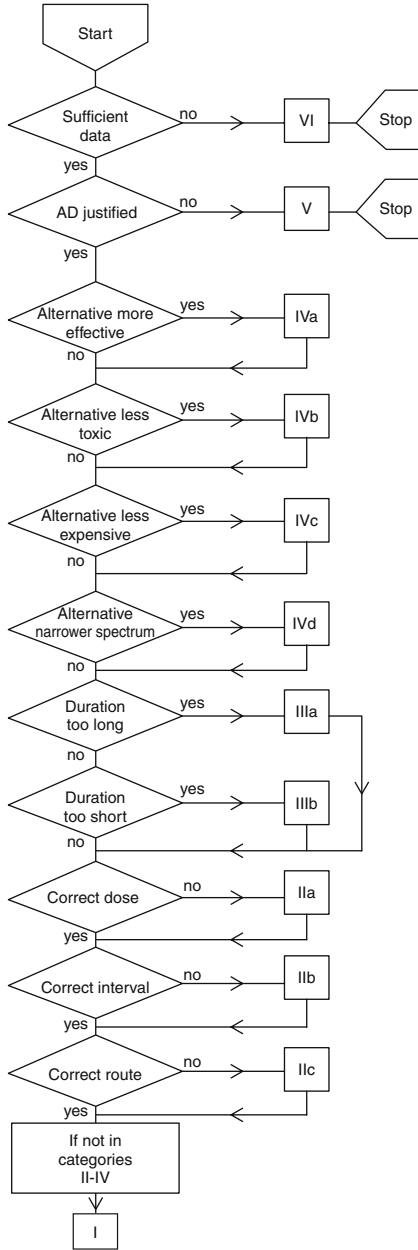 Start
Sufficient
data
no
VI
Stop
yes
AD justified
no
V
Stop
yes
Alternative more
effective
yes
IVa
no
Alternative less
toxic
yes
IVb
no
Alternative less
expensive
yes
IVc
no
Alternative
narrower spectrum
yes
IVd
no
Duration
too long
yes
IIIa
no
Duration
too short
yes
IIIb
no
Correct dose
no
IIa
yes
Correct interval
no
IIb
yes
Correct route
no
IIc
yes
If not in
categories
II-IV
I